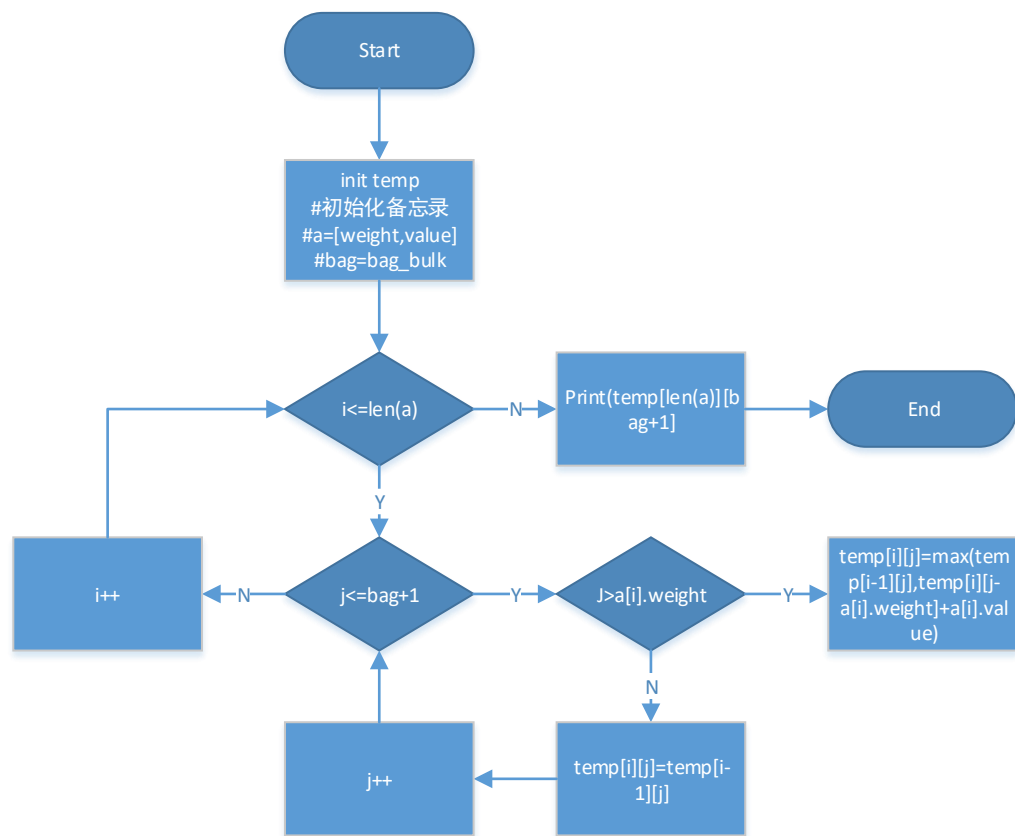 Start
init temp
#初始化备忘录
#a=[weight,value]
#bag=bag_bulk
i<=len(a)
N
Print(temp[len(a)][b
ag+1]
End
Y
i++
N
j<=bag+1
Y
J>a[i].weight
Y
temp[i][j]=max(tem
p[i-1][j],temp[i][j-
a[i].weight]+a[i].val
ue)
N
j++
temp[i][j]=temp[i-
1][j]